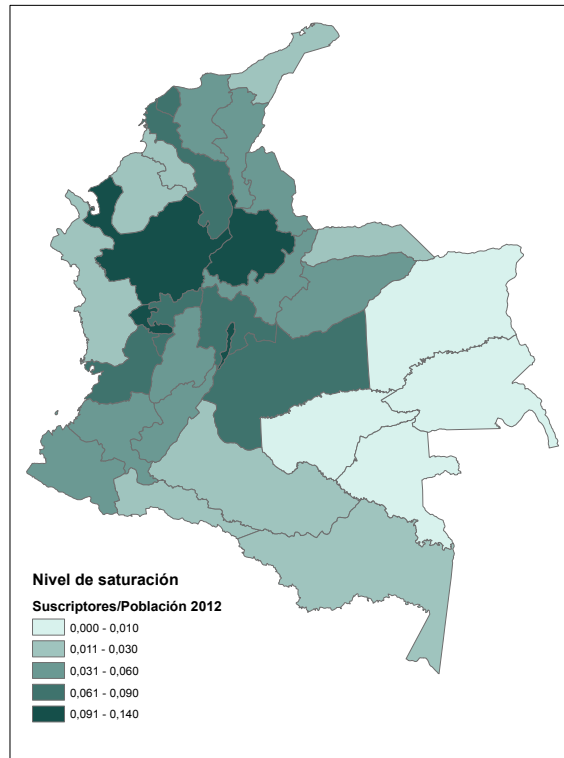 Nivel de saturación
Suscriptores/Población 2012
0,000 - 0,010
0,011 - 0,030
0,031 - 0,060
0,061 - 0,090
0,091 - 0,140